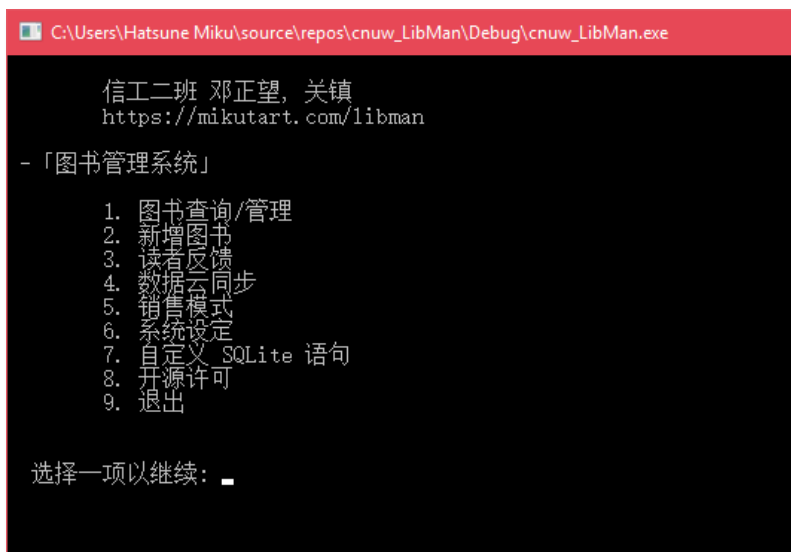 C:\Users\Hatsune Miku\source\repos\cnuw_LibMan\Debug\cnuw_LibMan.exe
信工二班 邓正望, 关镇
https://mikutart.com/libman
-「图书管理系统」
1. 图书查询/管理
2. 新增图书
3. 读者反馈
4. 数据云同步
5. 销售模式
6. 系统设定
7. 自定义 SQLite 语句
8. 开源许可
9. 退出
选择一项以继续: